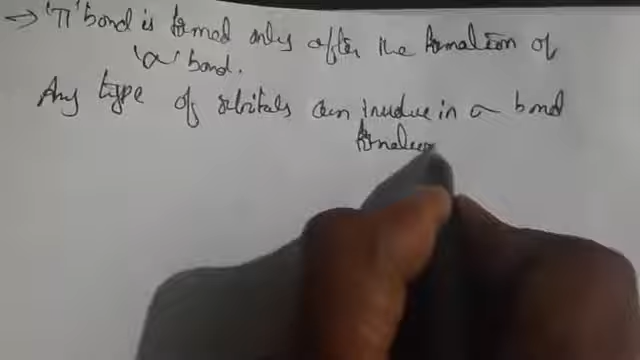 → 'π' bond is formed only after the formation of
'σ' bond.
Any type of orbitals can involve in σ bond
formation